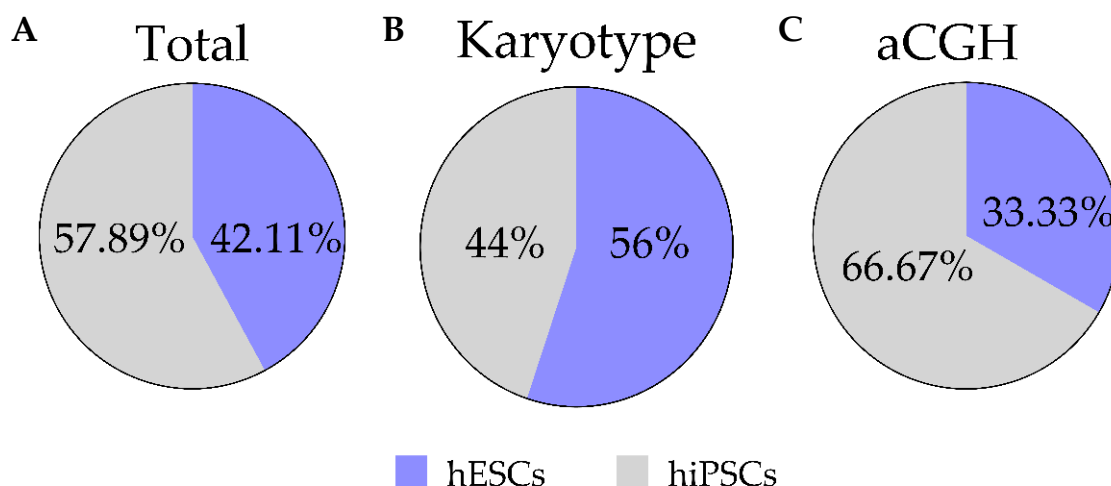 A Total
B Karyotype
C aCGH
57.89% 42.11%
44% 56%
66.67% 33.33%
hESCs hiPSCs